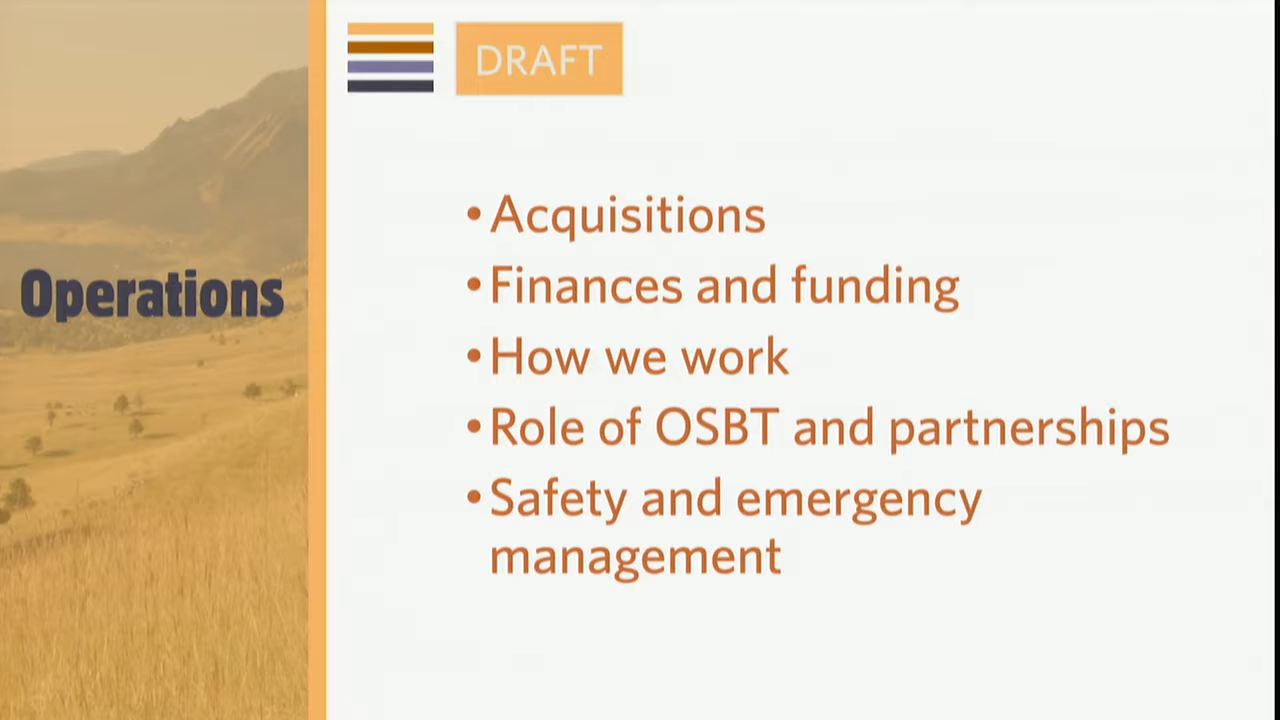 DRAFT
Operations
•Acquisitions
•Finances and funding
•How we work
•Role of OSBT and partnerships
•Safety and emergency
management